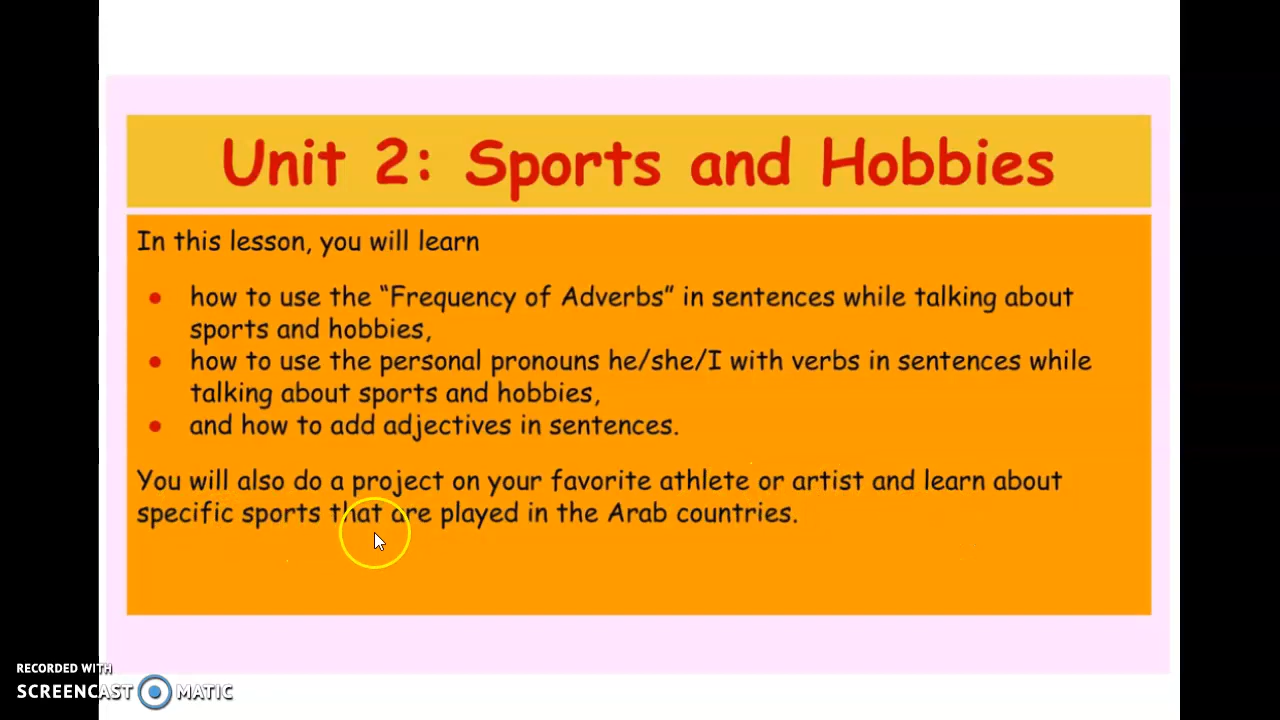 Unit 2: Sports and Hobbies
In this lesson, you will learn
● how to use the “Frequency of Adverbs” in sentences while talking about
sports and hobbies,
● how to use the personal pronouns he/she/I with verbs in sentences while
talking about sports and hobbies,
● and how to add adjectives in sentences.
You will also do a project on your favorite athlete or artist and learn about
specific sports that are played in the Arab countries.
RECORDED WITH
SCREENCAST MATIC